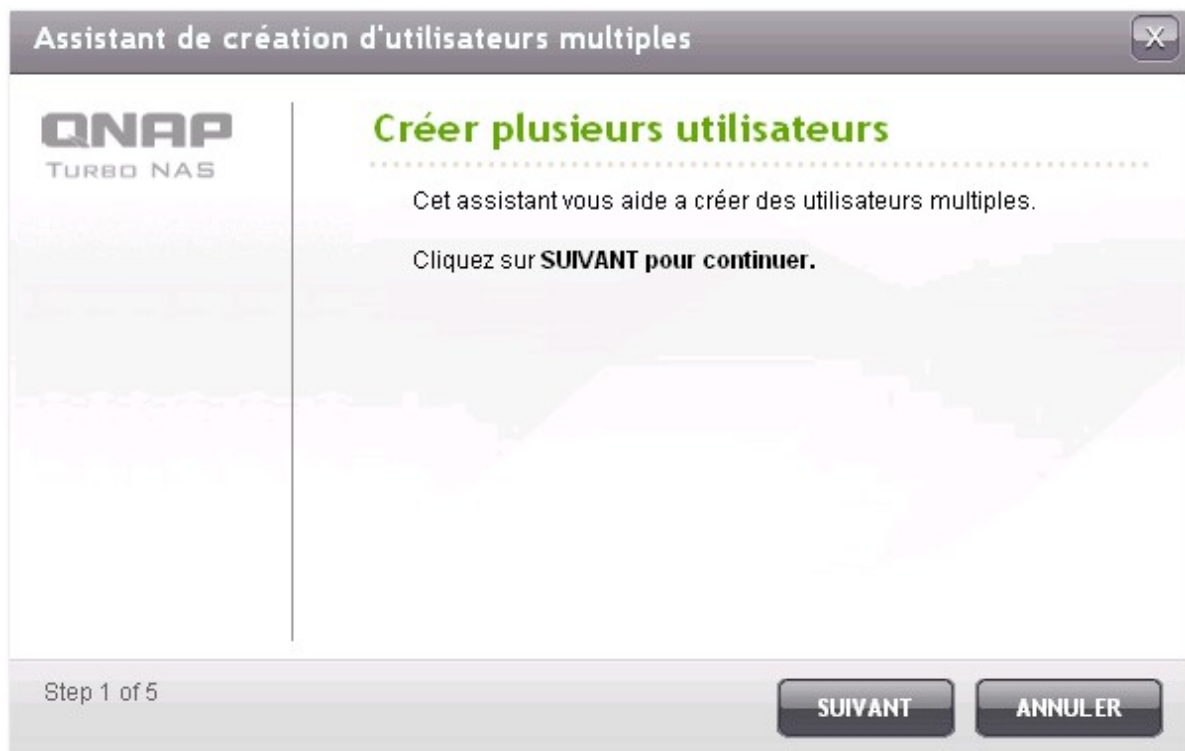 Assistant de création d'utilisateurs multiples
X
QNAP
TURBO NAS
Créer plusieurs utilisateurs
Cet assistant vous aide a créer des utilisateurs multiples.
Cliquez sur SUIVANT pour continuer.
Step 1 of 5
SUIVANT
ANNULER